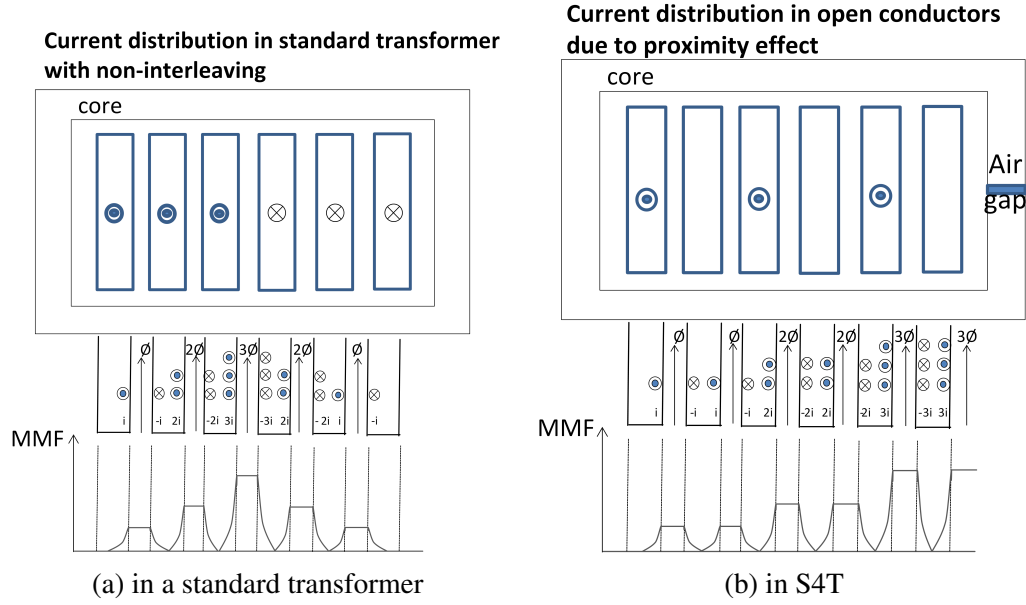 Current distribution in standard transformer
with non-interleaving
core
Ø 2Ø 3Ø 2Ø Ø
i -i 2i -2i 3i -3i 2i - 2i i -i
MMF
(a) in a standard transformer
Current distribution in open conductors
due to proximity effect
core
Air
gap
Ø Ø 2Ø 2Ø 3Ø 3Ø
i -i i -i 2i -2i 2i -2i 3i -3i 3i
MMF
(b) in S4T